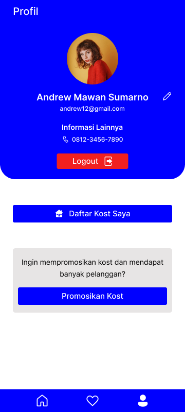 Profil
Andrew Mawan Sumarno
andrew12@gmail.com
Informasi Lainnya
0812-3456-7890
Logout
Daftar Kost Saya
Ingin mempromosikan kost dan mendapat
banyak pelanggan?
Promosikan Kost